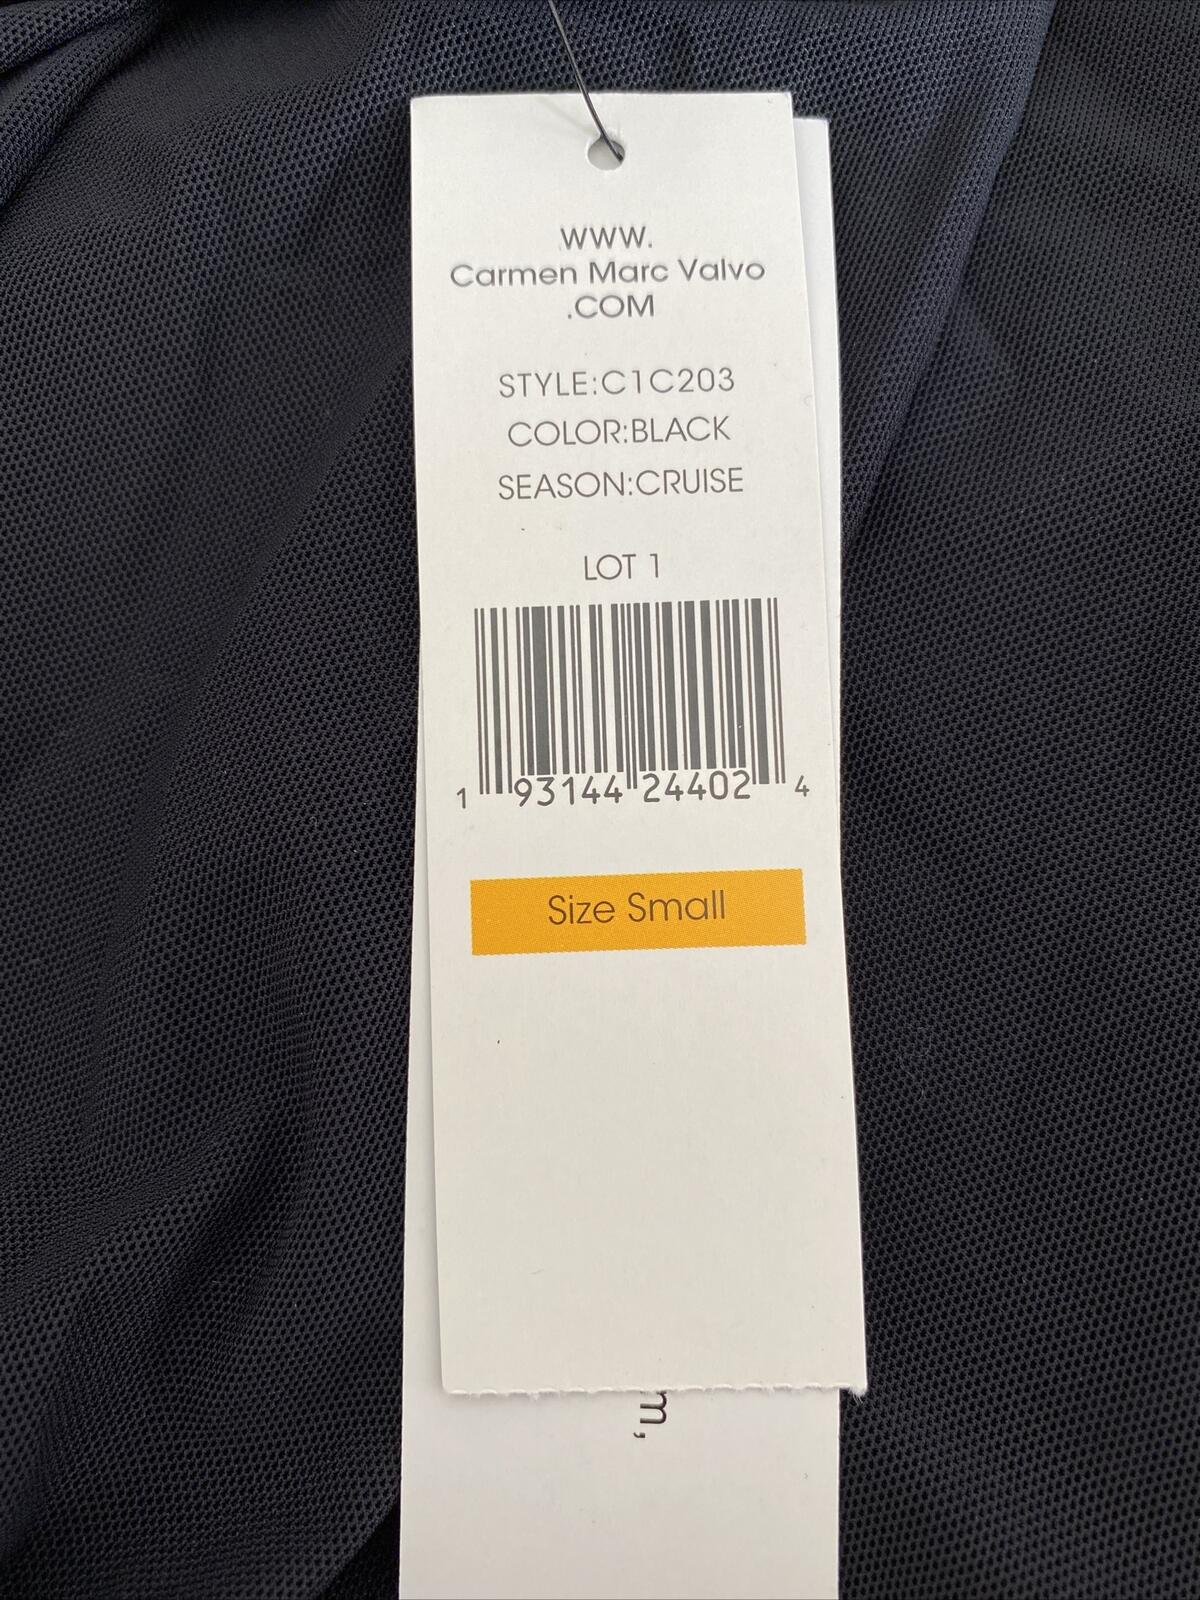 WWW.
Carmen Marc Valvo
.COM
STYLE:C1C203
COLOR:BLACK
SEASON:CRUISE
LOT 1
1 93144 24402 4
Size Small
m,